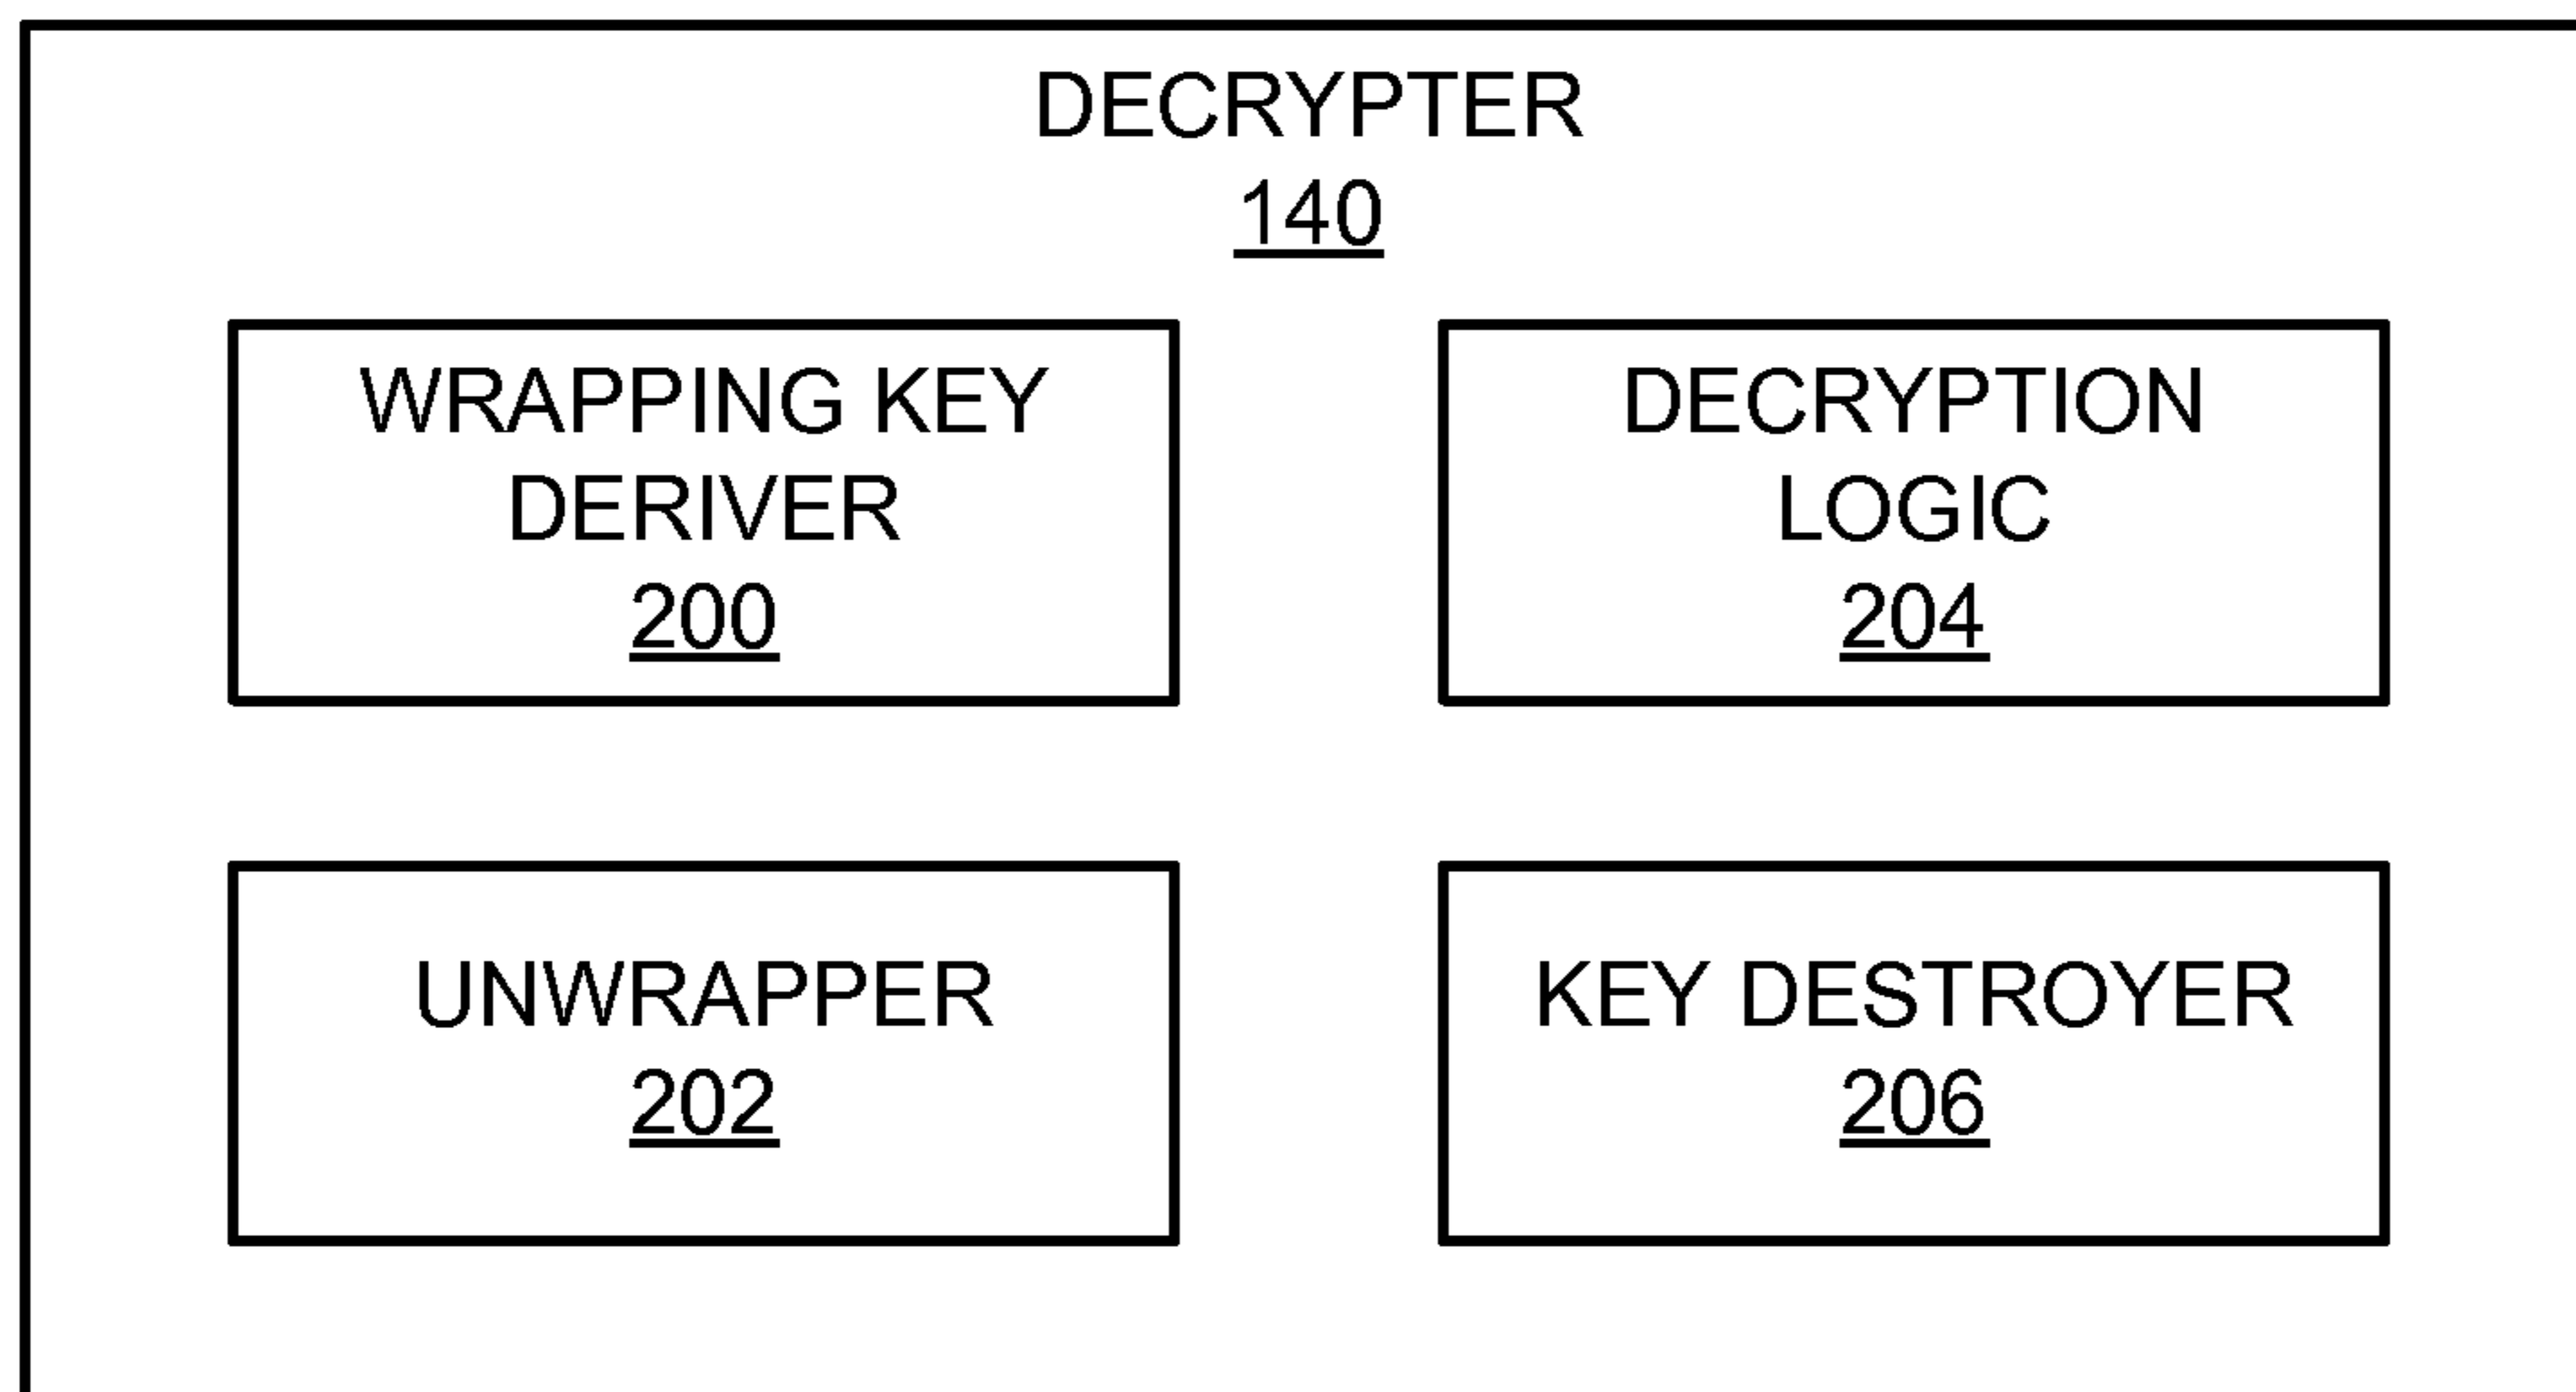 DECRYPTER
140
WRAPPING KEY
DERIVER
200
DECRYPTION
LOGIC
204
UNWRAPPER
202
KEY DESTROYER
206